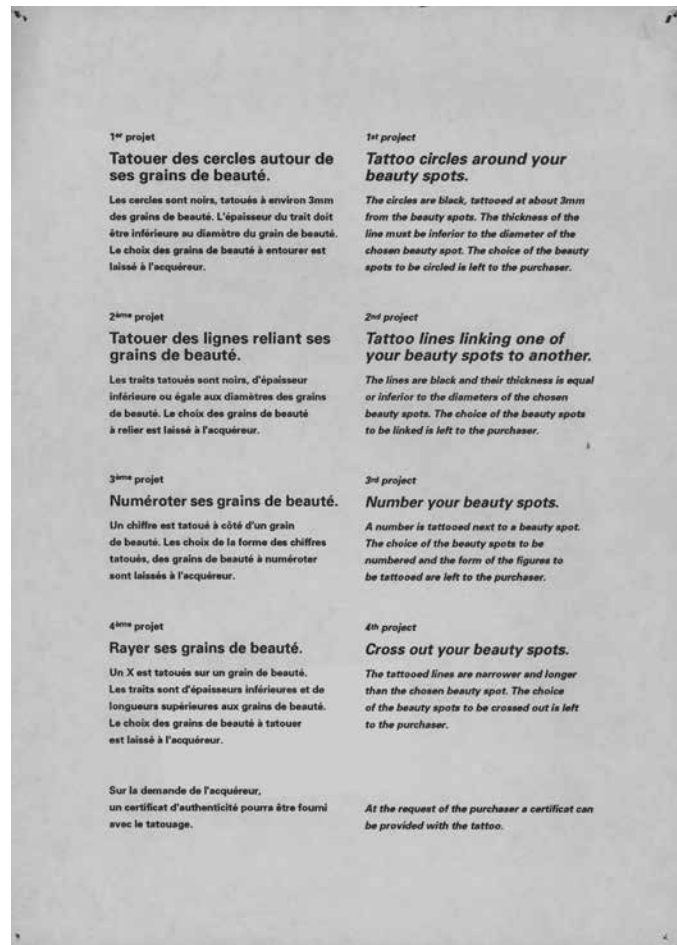 1er projet
Tatouer des cercles autour de
ses grains de beauté.
Les cercles sont noirs, tatoués à environ 3mm
des grains de beauté. L'épaisseur du trait doit
être inférieure au diamètre du grain de beauté.
Le choix des grains de beauté à entourer est
laissé à l'acquéreur.
2ème projet
Tatouer des lignes reliant ses
grains de beauté.
Les traits tatoués sont noirs, d'épaisseur
inférieure ou égale aux diamètres des grains
de beauté. Le choix des grains de beauté
à relier est laissé à l'acquéreur.
3ème projet
Numéroter ses grains de beauté.
Un chiffre est tatoué à côté d'un grain
de beauté. Les choix de la forme des chiffres
tatoués, des grains de beauté à numéroter
sont laissés à l'acquéreur.
4ème projet
Rayer ses grains de beauté.
Un X est tatoués sur un grain de beauté.
Les traits sont d'épaisseurs inférieures et de
longueurs supérieures aux grains de beauté.
Le choix des grains de beauté à tatouer
est laissé à l'acquéreur.
Sur la demande de l'acquéreur,
un certificat d'authenticité pourra être fourni
avec le tatouage.
1st project
Tattoo circles around your
beauty spots.
The circles are black, tattooed at about 3mm
from the beauty spots. The thickness of the
line must be inferior to the diameter of the
chosen beauty spot. The choice of the beauty
spots to be circled is left to the purchaser.
2nd project
Tattoo lines linking one of
your beauty spots to another.
The lines are black and their thickness is equal
or inferior to the diameters of the chosen
beauty spots. The choice of the beauty spots
to be linked is left to the purchaser.
3rd project
Number your beauty spots.
A number is tattooed next to a beauty spot.
The choice of the beauty spots to be
numbered and the form of the figures to
be tattooed are left to the purchaser.
4th project
Cross out your beauty spots.
The tattooed lines are narrower and longer
than the chosen beauty spot. The choice
of the beauty spots to be crossed out is left
to the purchaser.
At the request of the purchaser a certificat can
be provided with the tattoo.